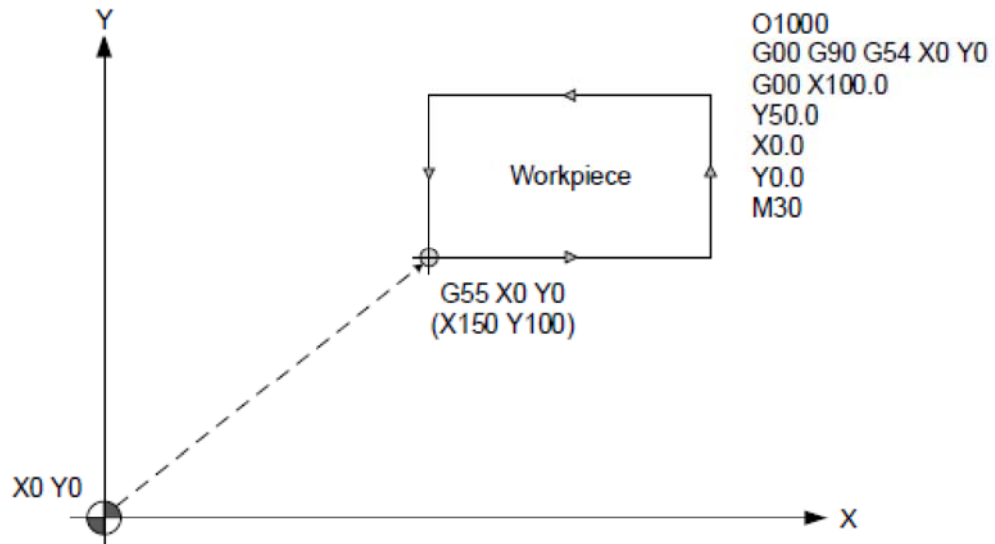 Y
O1000
G00 G90 G54 X0 Y0
G00 X100.0
Y50.0
X0.0
Y0.0
M30
Workpiece
G55 X0 Y0
(X150 Y100)
X0 Y0
X